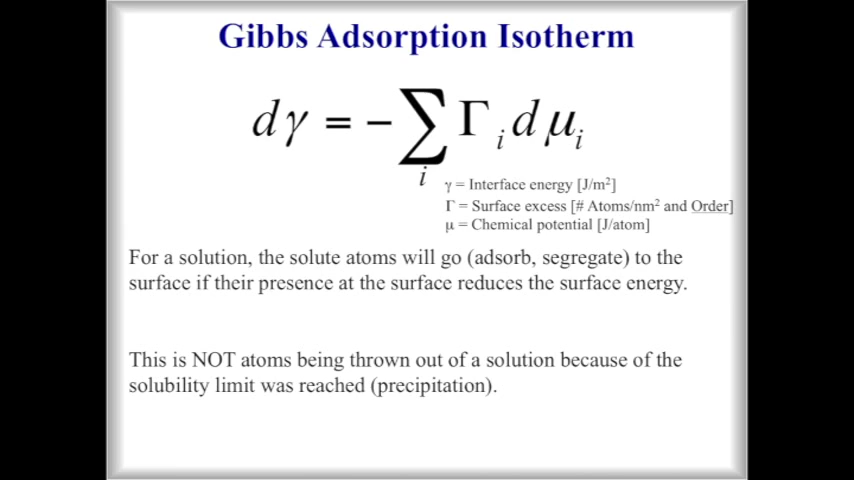 Gibbs Adsorption Isotherm
dγ = − ∑ Γ i d μ i
i
γ = Interface energy [J/m²]
Γ = Surface excess [# Atoms/nm² and Order]
μ = Chemical potential [J/atom]
For a solution, the solute atoms will go (adsorb, segregate) to the
surface if their presence at the surface reduces the surface energy.
This is NOT atoms being thrown out of a solution because of the
solubility limit was reached (precipitation).